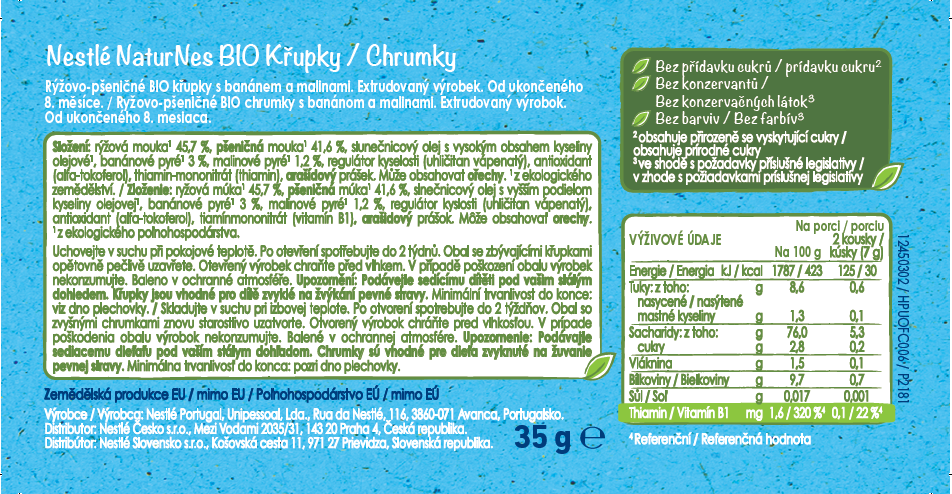 Nestlé NaturNes BIO Křupky / Chrumky
Rýžovo-pšeničné BIO křupky s banánem a malinami. Extrudovaný výrobek. Od ukončeného
8. měsíce. / Ryžovo-pšeničné BIO chrumky s banánom a malinami. Extrudovaný výrobok.
Od ukončeného 8. mesiaca.
Složení: rýžová mouka¹ 45,7 %, pšeničná mouka¹ 41,6 %, slunečnicový olej s vysokým obsahem kyseliny
olejové¹, banánové pyré¹ 3 %, malinové pyré¹ 1,2 %, regulátor kyselosti (uhličitan vápenatý), antioxidant
(alfa-tokoferol), thiamin-mononitrát (thiamin), arašídový prášek. Může obsahovat ořechy. ¹z ekologického
zemědělství. / Zloženie: ryžová múka¹ 45,7 %, pšeničná múka¹ 41,6 %, slnečnicový olej s vyšším podielom
kyseliny olejovej¹, banánové pyré¹ 3 %, malinové pyré¹ 1,2 %, regulátor kyslosti (uhličitan vápenatý),
antioxidant (alfa-tokoferol), tiamínmononitrát (vitamín B1), arašidový prášok. Môže obsahovať orechy.
¹z ekologického poľnohospodárstva.
Uchovejte v suchu při pokojové teplotě. Po otevření spotřebujte do 2 týdnů. Obal se zbývajícími křupkami
opětovně pečlivě uzavřete. Otevřený výrobek chraňte před vlhkem. V případě poškození obalu výrobek
nekonzumujte. Baleno v ochranné atmosféře. Upozornění: Podávejte sedícímu dítěti pod vašim stálým
dohledem. Křupky jsou vhodné pro dítě zvyklé na žvýkání pevné stravy. Minimální trvanlivost do konce:
viz dno plechovky. / Skladujte v suchu pri izbovej teplote. Po otvorení spotrebujte do 2 týždňov. Obal so
zvyšnými chrumkami znovu starostlivo uzatvorte. Otvorený výrobok chráňte pred vlhkosťou. V prípade
poškodenia obalu výrobok nekonzumujte. Balené v ochrannej atmosfére. Upozornenie: Podávajte
sediacemu dieťaťu pod vaším stálym dohľadom. Chrumky sú vhodné pre dieťa zvyknuté na žuvanie
pevnej stravy. Minimálna trvanlivosť do konca: pozri dno plechovky.
Zemědělská produkce EU / mimo EU / Poľnohospodárstvo EÚ / mimo EÚ
Výrobce / Výrobca: Nestlé Portugal, Unipessoal, Lda., Rua da Nestlé, 116, 3860-071 Avanca, Portugalsko.
Distributor: Nestlé Česko s.r.o., Mezi Vodami 2035/31, 143 20 Praha 4, Česká republika.
Distribútor: Nestlé Slovensko s.r.o., Košovská cesta 11, 971 27 Prievidza, Slovenská republika.
35 g ℮
Bez přídavku cukrů / prídavku cukru²
Bez konzervantů /
Bez konzervačných látok³
Bez barviv / Bez farbív³
²obsahuje přirozeně se vyskytující cukry /
obsahuje prírodné cukry
³ve shodě s požadavky příslušné legislativy /
v zhode s požiadavkami príslušnej legislatívy
VÝŽIVOVÉ ÚDAJE Na 100 g Na porci / porciu 2 kousky / kúsky (7 g)
Energie / Energia kJ / kcal 1787 / 423 125 / 30
Tuky: z toho: g 8,6 0,6
nasycené / nasýtené
mastné kyseliny g 1,3 0,1
Sacharidy: z toho: g 76,0 5,3
cukry g 2,8 0,2
Vláknina g 1,5 0,1
Bílkoviny / Bielkoviny g 9,7 0,7
Sůl / Soľ g 0,017 0,001
Thiamin / Vitamín B1 mg 1,6 / 320 %⁴ 0,1 / 22 %⁴
⁴Referenční / Referenčná hodnota
12450302 / HPUOFC006/ P2181